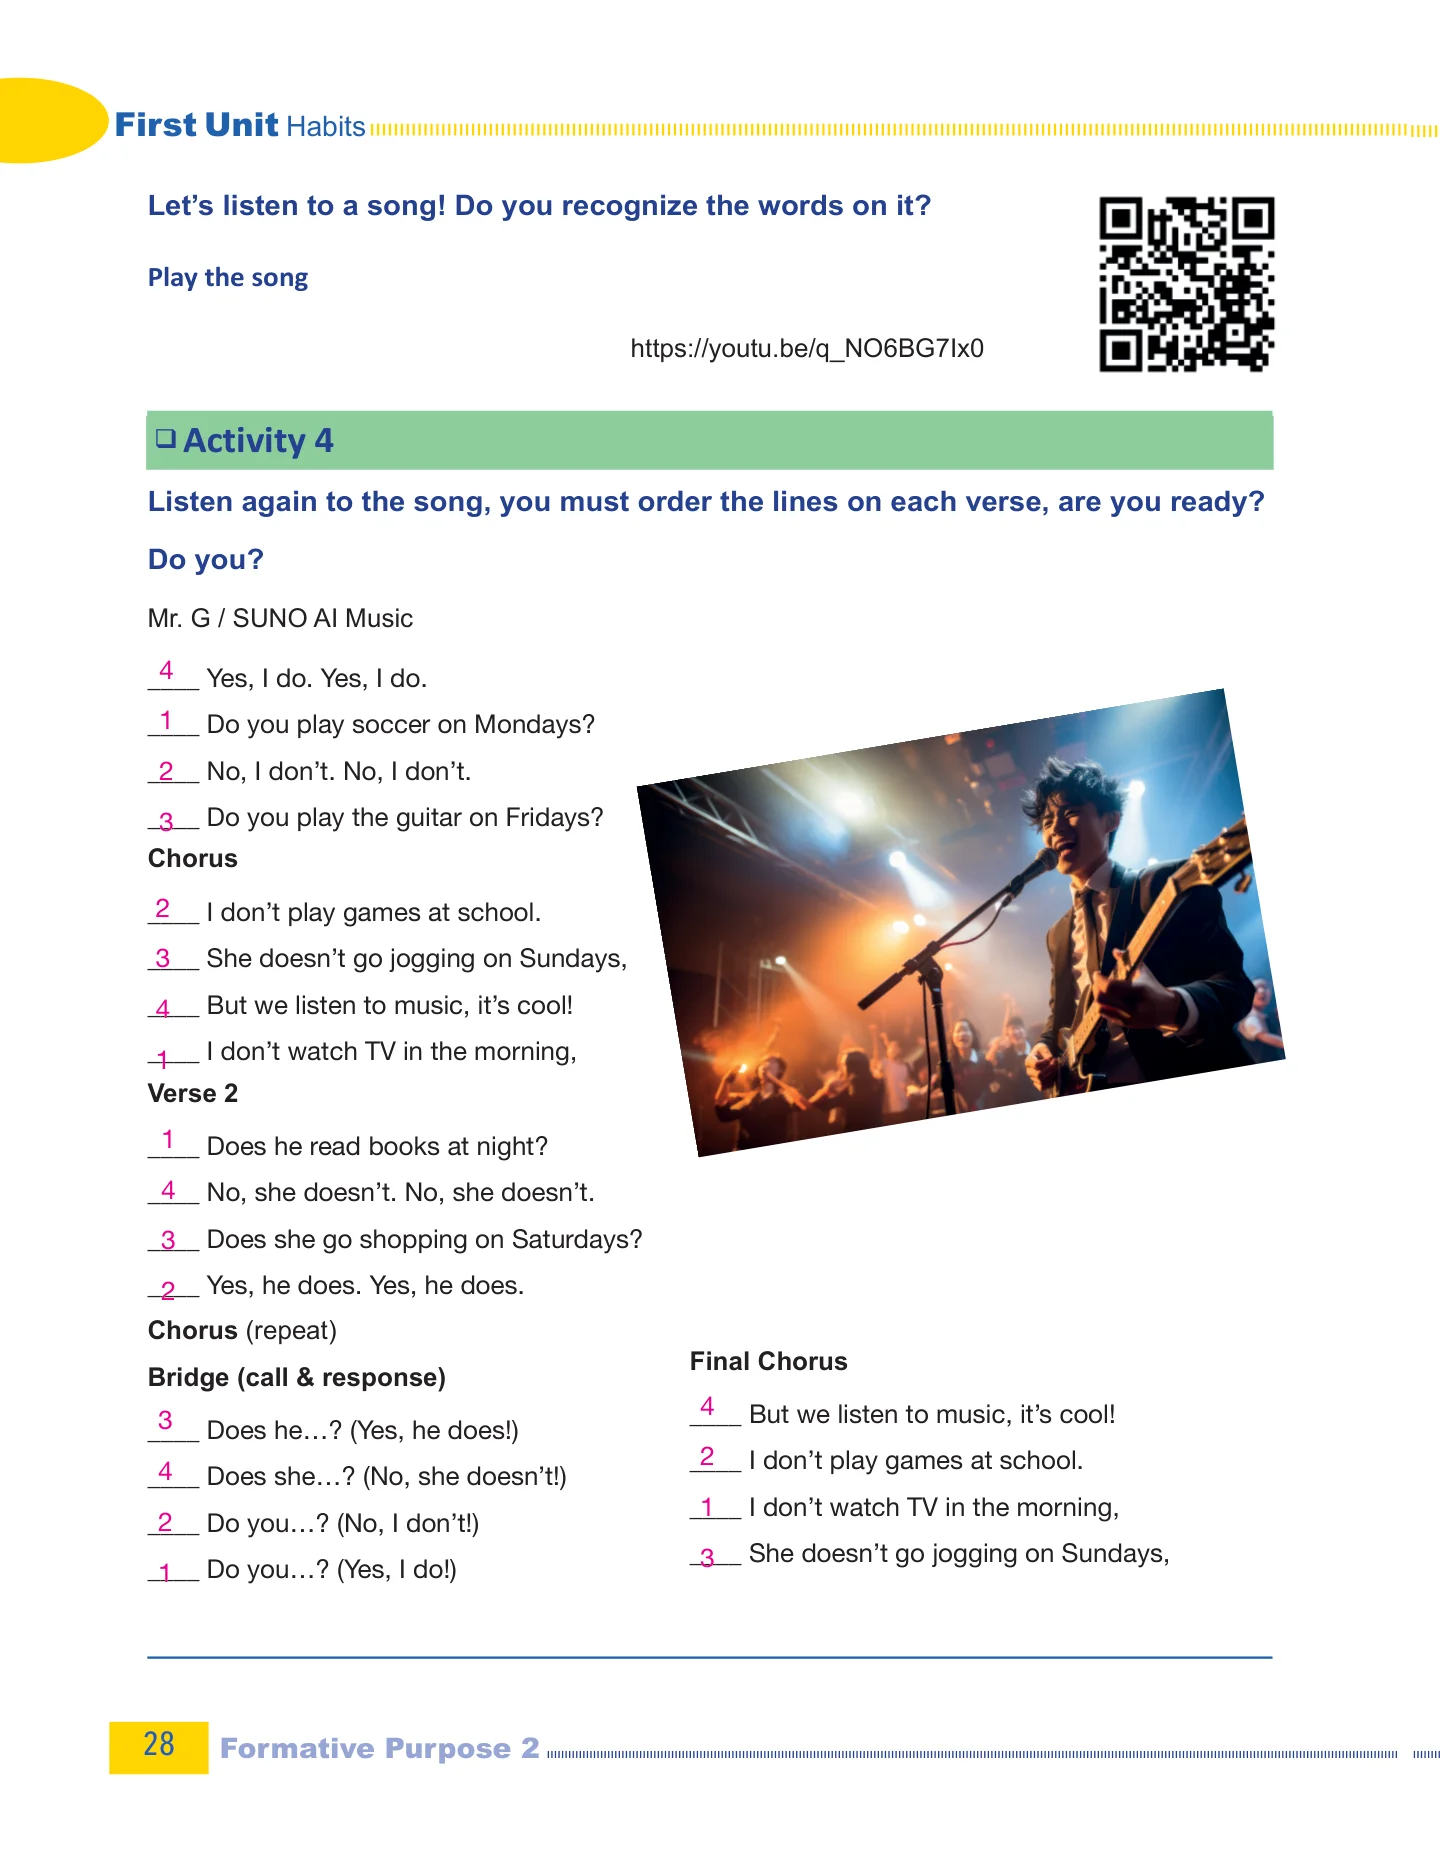 First Unit Habits
Let’s listen to a song! Do you recognize the words on it?
Play the song
https://youtu.be/q_NO6BG7Ix0
❑ Activity 4
Listen again to the song, you must order the lines on each verse, are you ready?
Do you?
Mr. G / SUNO AI Music
4 Yes, I do. Yes, I do.
1 Do you play soccer on Mondays?
2 No, I don’t. No, I don’t.
3 Do you play the guitar on Fridays?
Chorus
2 I don’t play games at school.
3 She doesn’t go jogging on Sundays,
4 But we listen to music, it’s cool!
1 I don’t watch TV in the morning,
Verse 2
1 Does he read books at night?
4 No, she doesn’t. No, she doesn’t.
3 Does she go shopping on Saturdays?
2 Yes, he does. Yes, he does.
Chorus (repeat)
Bridge (call & response)
3 Does he…? (Yes, he does!)
4 Does she…? (No, she doesn’t!)
2 Do you…? (No, I don’t!)
1 Do you…? (Yes, I do!)
Final Chorus
4 But we listen to music, it’s cool!
2 I don’t play games at school.
1 I don’t watch TV in the morning,
3 She doesn’t go jogging on Sundays,
28 Formative Purpose 2